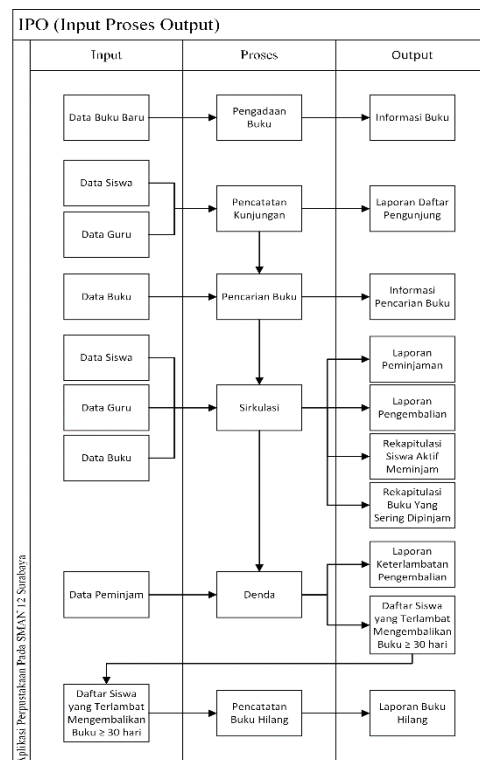 IPO (Input Proses Output)
Input
Proses
Output
Data Buku Baru
Pengadaan
Buku
Informasi Buku
Data Siswa
Data Guru
Pencatatan
Kunjungan
Laporan Daftar
Pengunjung
Data Buku
Pencarian Buku
Informasi
Pencarian Buku
Data Siswa
Data Guru
Data Buku
Sirkulasi
Laporan
Peminjaman
Laporan
Pengembalian
Rekapitulasi
Siswa Aktif
Meminjam
Rekapitulasi
Buku Yang
Sering Dipinjam
Data Peminjam
Denda
Laporan
Keterlambatan
Pengembalian
Daftar Siswa
yang Terlambat
Mengembalikan
Buku ≥ 30 hari
Daftar Siswa
yang Terlambat
Mengembalikan
Buku ≥ 30 hari
Pencatatan
Buku Hilang
Laporan Buku
Hilang
Aplikasi Perpustakaan Pada SMAN 12 Surabaya